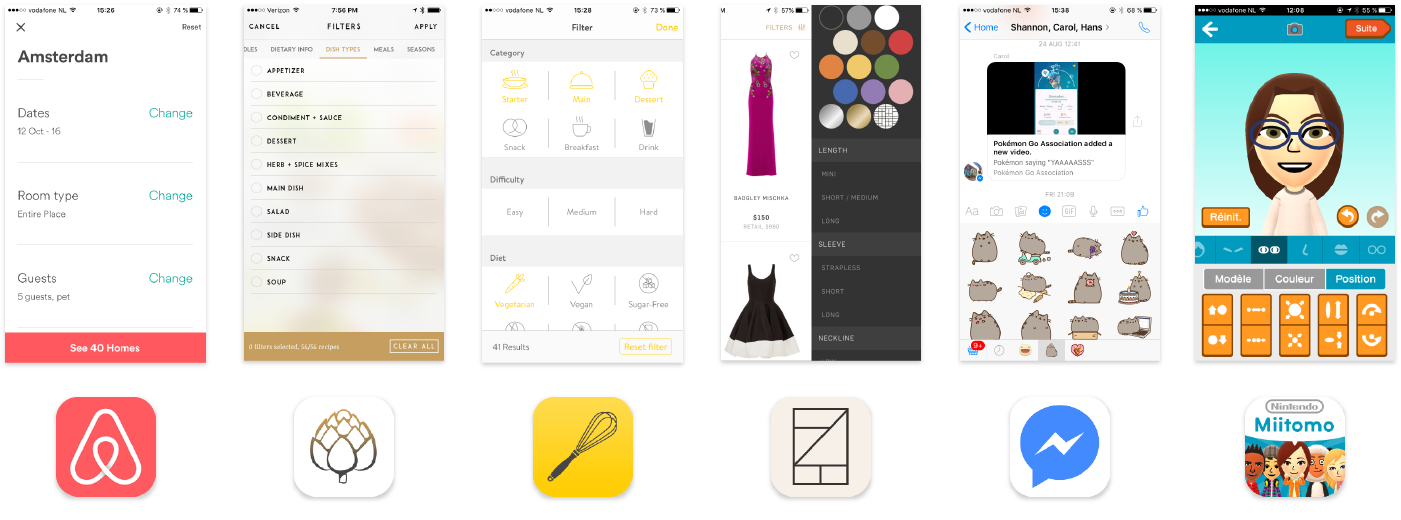 vodafone NL
15:26
74 %
Reset
Amsterdam
Dates
Change
12 Oct - 16
Room type
Change
Entire Place
Guests
Change
5 guests, pet
See 40 Homes
Verizon
7:56 PM
CANCEL
FILTERS
APPLY
DLES
DIETARY INFO
DISH TYPES
MEALS
SEASONS
APPETIZER
BEVERAGE
CONDIMENT + SAUCE
DESSERT
HERB + SPICE MIXES
MAIN DISH
SALAD
SIDE DISH
SNACK
SOUP
0 filters selected, 56/56 recipes
CLEAR ALL
vodafone NL
15:28
73 %
Filter
Done
Category
Starter
Main
Dessert
Snack
Breakfast
Drink
Difficulty
Easy
Medium
Hard
Diet
Vegetarian
Vegan
Sugar-Free
41 Results
Reset filter
M
57%
FILTERS
BADGLEY MISCHKA
$150
RETAIL $980
LENGTH
MINI
SHORT / MEDIUM
LONG
SLEEVE
STRAPLESS
SHORT
LONG
NECKLINE
vodafone NL
15:38
68 %
Home
Shannon, Carol, Hans
24 AUG 12:41
Carol
Pokémon Go Association added a
new video.
Pokémon saying "YAAAAASSS"
Pokémon Go Association
FRI 21:08
Aa
GIF
9+
vodafone NL
12:08
55 %
Suite
Réinit.
Modèle
Couleur
Position
Nintendo
Miitomo